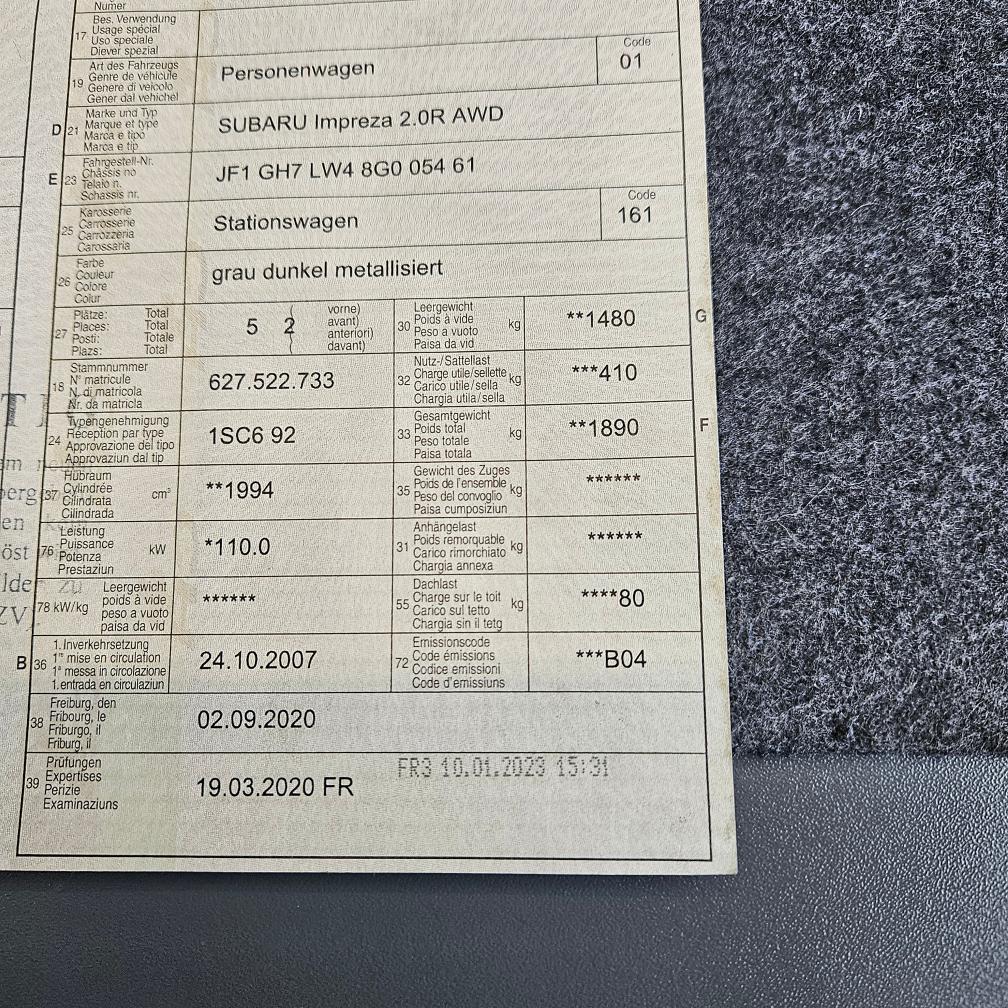 Numer
Bes. Verwendung
17 Usage spécial
Uso speciale
Diever spezial
Art des Fahrzeugs
19 Genre de véhicule
Genere di veicolo
Gener dal vehichel
Personenwagen
Code
01
Marke und Typ
D 21 Marque et type
Marca e tipo
Marca e tip
SUBARU Impreza 2.0R AWD
Fahrgestell-Nr.
E 23 Châssis no
Telaio n.
Schassis nr.
JF1 GH7 LW4 8G0 054 61
Karosserie
25 Carrosserie
Carrozzeria
Carossaria
Stationswagen
Code
161
Farbe
26 Couleur
Colore
Colur
grau dunkel metallisiert
Plätze: Total
27 Places: Total
Posti: Totale
Plazs: Total
5 2
vorne)
avant)
anteriori)
davant)
Leergewicht
30 Poids à vide kg
Peso a vuoto
Paisa da vid
**1480
G
Stammnummer
18 N° matricule
N. di matricola
Nr. da matricla
627.522.733
Nutz-/Sattellast
32 Charge utile/sellette kg
Carico utile/sella
Chargia utila/sella
***410
Typengenehmigung
24 Réception par type
Approvazione del tipo
Approvaziun dal tip
1SC6 92
Gesamtgewicht
33 Poids total kg
Peso totale
Paisa totala
**1890
F
Hubraum
37 Cylindrée cm³
Cilindrata
Cilindrada
**1994
Gewicht des Zuges
35 Poids de l'ensemble kg
Peso del convoglio
Paisa cumposiziun
******
Leistung
76 Puissance kW
Potenza
Prestaziun
*110.0
Anhängelast
31 Poids remorquable kg
Carico rimorchiato
Chargia annexa
******
Leergewicht
78 kW/kg poids à vide
peso a vuoto
paisa da vid
******
Dachlast
55 Charge sur le toit kg
Carico sul tetto
Chargia sin il tetg
****80
1. Inverkehrsetzung
B 36 1re mise en circulation
1a messa in circolazione
1. entrada en circulaziun
24.10.2007
Emissionscode
72 Code émissions
Codice emissioni
Code d'emissiuns
***B04
Freiburg, den
38 Fribourg, le
Friburgo, il
Friburg, il
02.09.2020
Prüfungen
39 Expertises
Perizie
Examinaziuns
19.03.2020 FR
FR3 10.01.2023 15:31